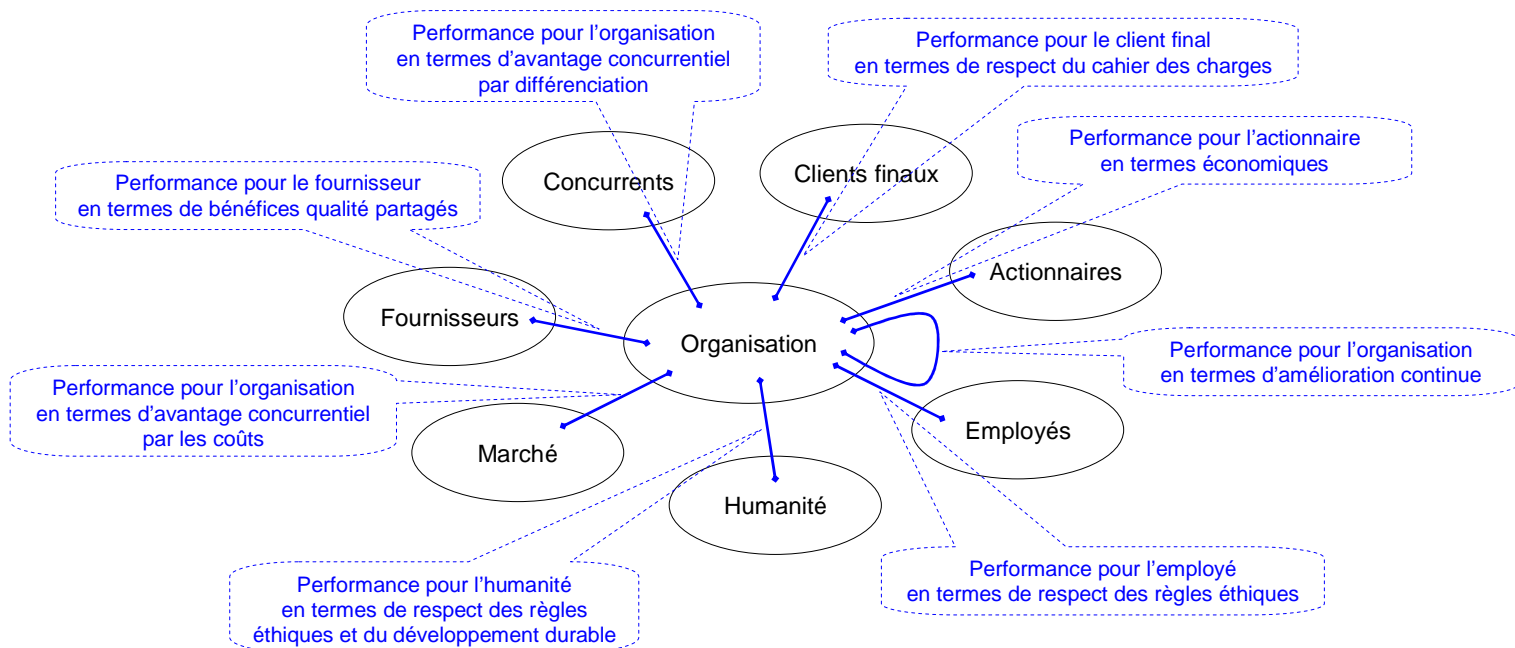 Performance pour l'organisation
en termes d'avantage concurrentiel
par différenciation
Performance pour le client final
en termes de respect du cahier des charges
Performance pour l'actionnaire
en termes économiques
Concurrents
Clients finaux
Performance pour le fournisseur
en termes de bénéfices qualité partagés
Actionnaires
Fournisseurs
Organisation
Performance pour l'organisation
en termes d'amélioration continue
Performance pour l'organisation
en termes d'avantage concurrentiel
par les coûts
Marché
Employés
Humanité
Performance pour l'humanité
en termes de respect des règles
éthiques et du développement durable
Performance pour l'employé
en termes de respect des règles éthiques